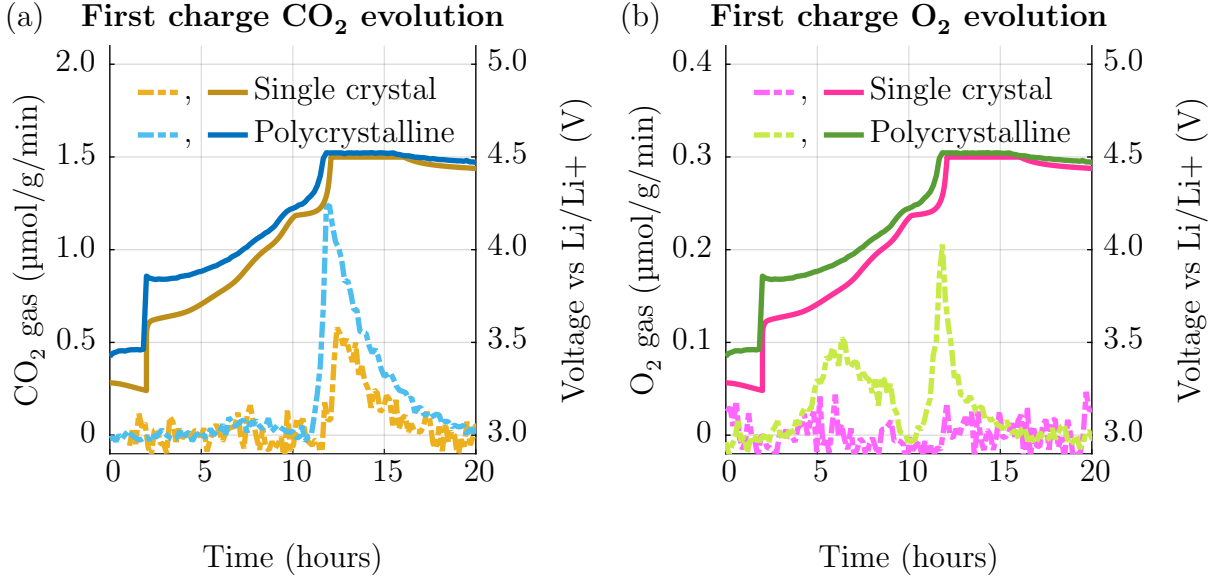 (a) First charge CO₂ evolution
2.0
1.5
1.0
0.5
0
5.0
4.5
4.0
3.5
3.0
0 5 10 15 20
, Single crystal
, Polycrystalline
CO₂ gas (µmol/g/min)
Voltage vs Li/Li+ (V)
Time (hours)
(b) First charge O₂ evolution
0.4
0.3
0.2
0.1
0
5.0
4.5
4.0
3.5
3.0
0 5 10 15 20
, Single crystal
, Polycrystalline
O₂ gas (µmol/g/min)
Voltage vs Li/Li+ (V)
Time (hours)